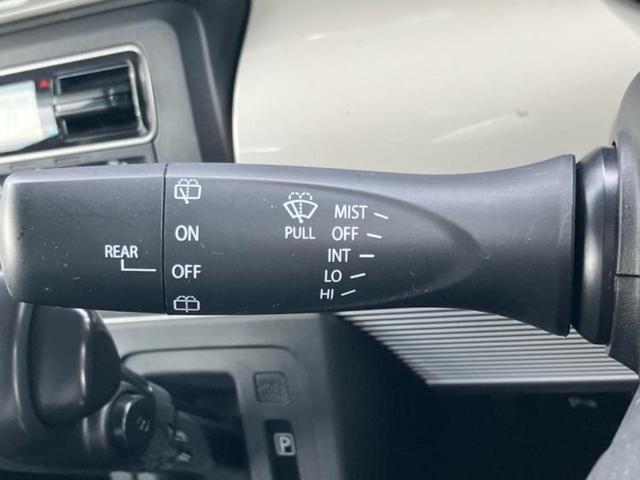 REAR
ON
OFF
PULL
MIST
OFF
INT
LO
HI
P